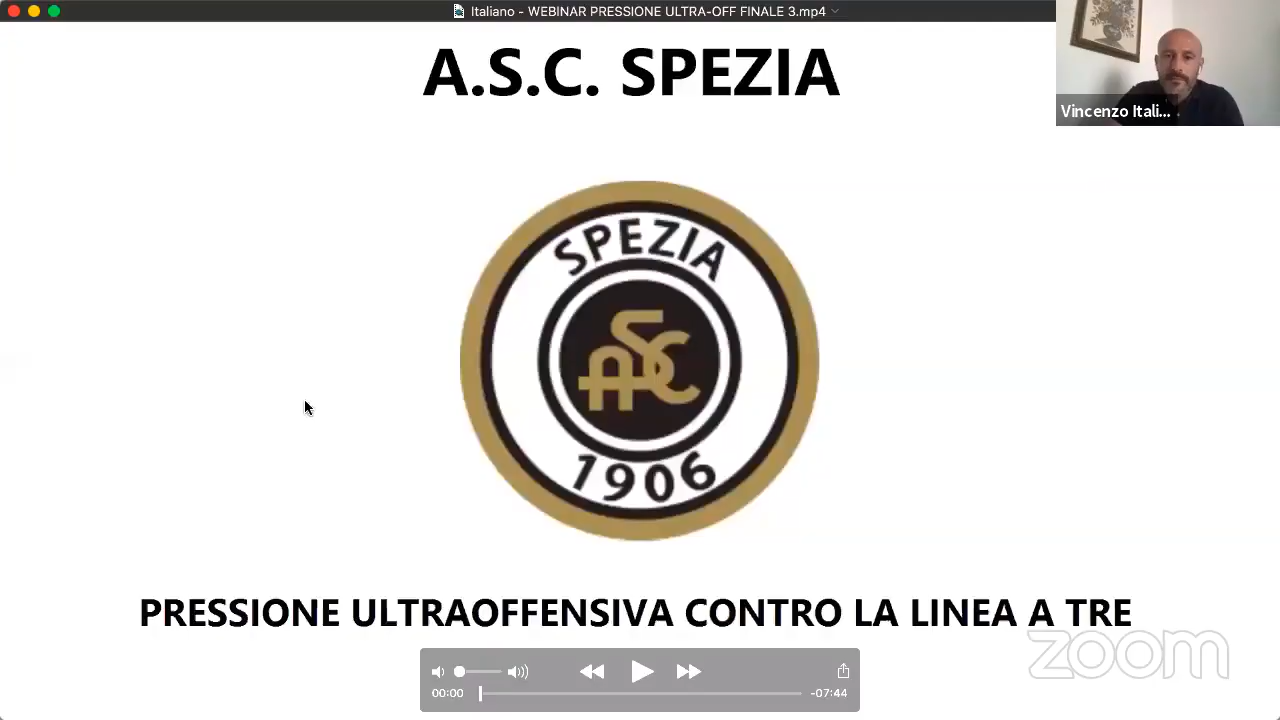 Italiano - WEBINAR PRESSIONE ULTRA-OFF FINALE 3.mp4
A.S.C. SPEZIA
Vincenzo Itali...
SPEZIA
ASC
1906
PRESSIONE ULTRAOFFENSIVA CONTRO LA LINEA A TRE
zoom
00:00
-07:44